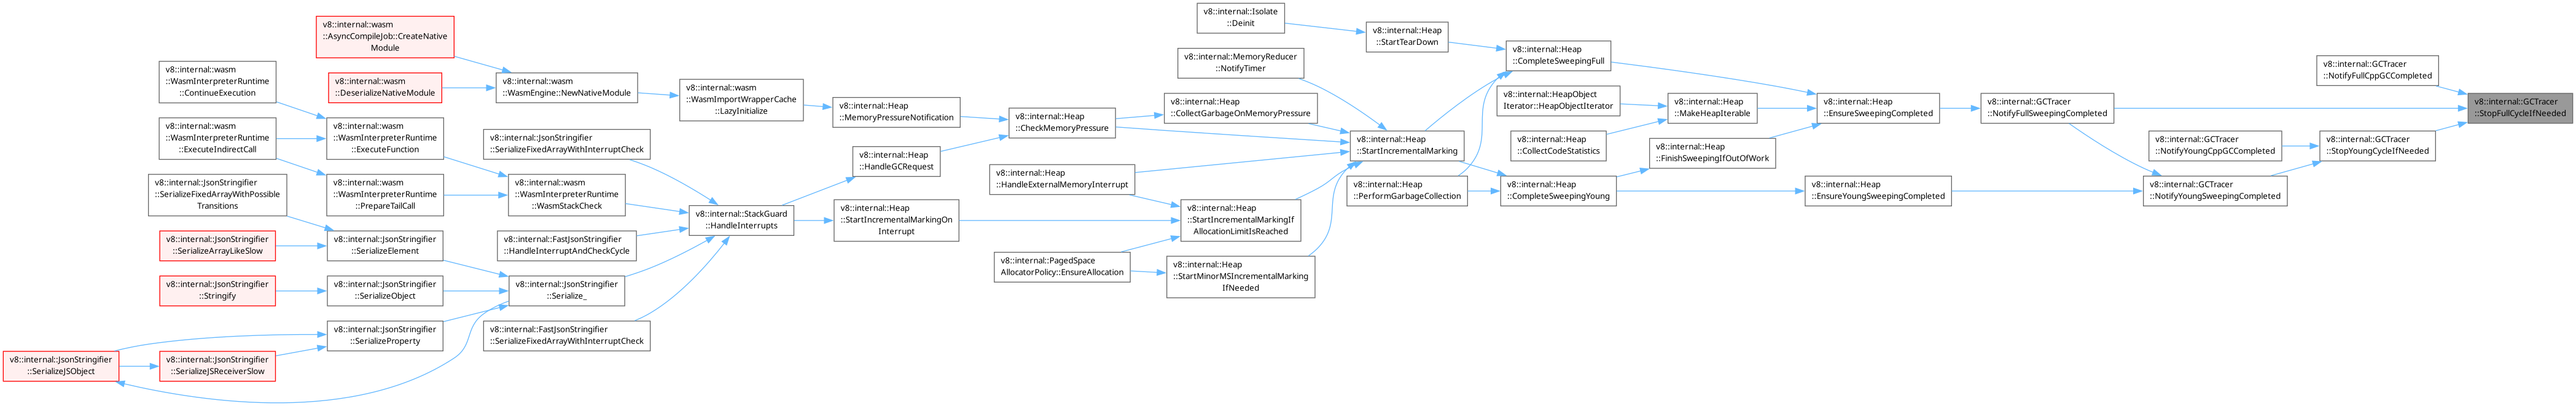 v8::internal::wasm
::AsyncCompileJob::CreateNative
Module
v8::internal::wasm
::WasmInterpreterRuntime
::ContinueExecution
v8::internal::wasm
::DeserializeNativeModule
v8::internal::wasm
::WasmEngine::NewNativeModule
v8::internal::wasm
::WasmInterpreterRuntime
::ExecuteIndirectCall
v8::internal::wasm
::WasmInterpreterRuntime
::ExecuteFunction
v8::internal::JsonStringifier
::SerializeFixedArrayWithPossible
Transitions
v8::internal::wasm
::WasmInterpreterRuntime
::PrepareTailCall
v8::internal::JsonStringifier
::SerializeArrayLikeSlow
v8::internal::JsonStringifier
::SerializeElement
v8::internal::JsonStringifier
::Stringify
v8::internal::JsonStringifier
::SerializeObject
v8::internal::JsonStringifier
::SerializeProperty
v8::internal::JsonStringifier
::SerializeJSObject
v8::internal::JsonStringifier
::SerializeJSReceiverSlow
v8::internal::JsonStringifier
::SerializeFixedArrayWithInterruptCheck
v8::internal::wasm
::WasmInterpreterRuntime
::WasmStackCheck
v8::internal::FastJsonStringifier
::HandleInterruptAndCheckCycle
v8::internal::JsonStringifier
::Serialize_
v8::internal::FastJsonStringifier
::SerializeFixedArrayWithInterruptCheck
v8::internal::wasm
::WasmImportWrapperCache
::LazyInitialize
v8::internal::StackGuard
::HandleInterrupts
v8::internal::Heap
::MemoryPressureNotification
v8::internal::Heap
::HandleGCRequest
v8::internal::Heap
::StartIncrementalMarkingOn
Interrupt
v8::internal::Heap
::CheckMemoryPressure
v8::internal::Heap
::HandleExternalMemoryInterrupt
v8::internal::PagedSpace
AllocatorPolicy::EnsureAllocation
v8::internal::Isolate
::Deinit
v8::internal::MemoryReducer
::NotifyTimer
v8::internal::Heap
::CollectGarbageOnMemoryPressure
v8::internal::Heap
::StartIncrementalMarkingIf
AllocationLimitIsReached
v8::internal::Heap
::StartMinorMSIncrementalMarking
IfNeeded
v8::internal::Heap
::StartTearDown
v8::internal::Heap
::StartIncrementalMarking
v8::internal::Heap
::PerformGarbageCollection
v8::internal::Heap
::CompleteSweepingFull
v8::internal::HeapObject
Iterator::HeapObjectIterator
v8::internal::Heap
::CollectCodeStatistics
v8::internal::Heap
::CompleteSweepingYoung
v8::internal::Heap
::MakeHeapIterable
v8::internal::Heap
::FinishSweepingIfOutOfWork
v8::internal::Heap
::EnsureSweepingCompleted
v8::internal::Heap
::EnsureYoungSweepingCompleted
v8::internal::GCTracer
::NotifyFullSweepingCompleted
v8::internal::GCTracer
::NotifyYoungCppGCCompleted
v8::internal::GCTracer
::NotifyYoungSweepingCompleted
v8::internal::GCTracer
::NotifyFullCppGCCompleted
v8::internal::GCTracer
::StopYoungCycleIfNeeded
v8::internal::GCTracer
::StopFullCycleIfNeeded